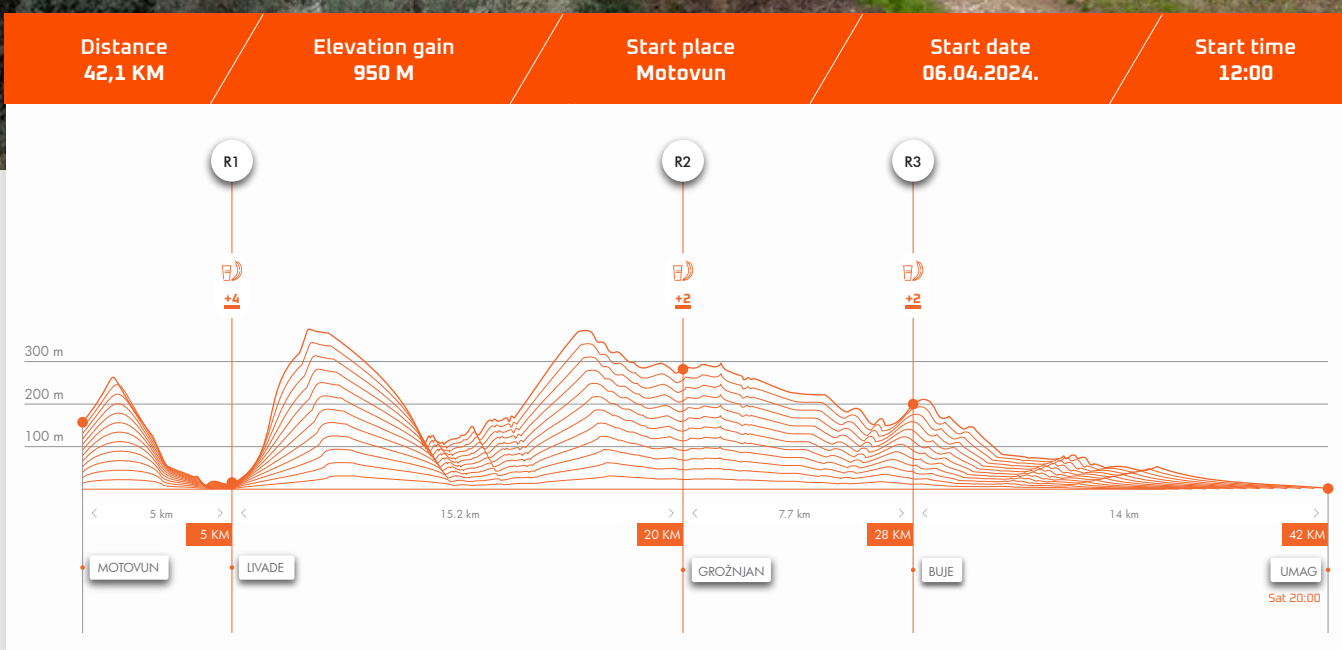 Distance
42,1 KM
Elevation gain
950 M
Start place
Motovun
Start date
06.04.2024.
Start time
12:00
R1
R2
R3
+4
+2
+2
300 m
200 m
100 m
5 km
15.2 km
7.7 km
14 km
5 KM
20 KM
28 KM
42 KM
MOTOVUN
LIVADE
GROŽNJAN
BUJE
UMAG
Sat 20:00